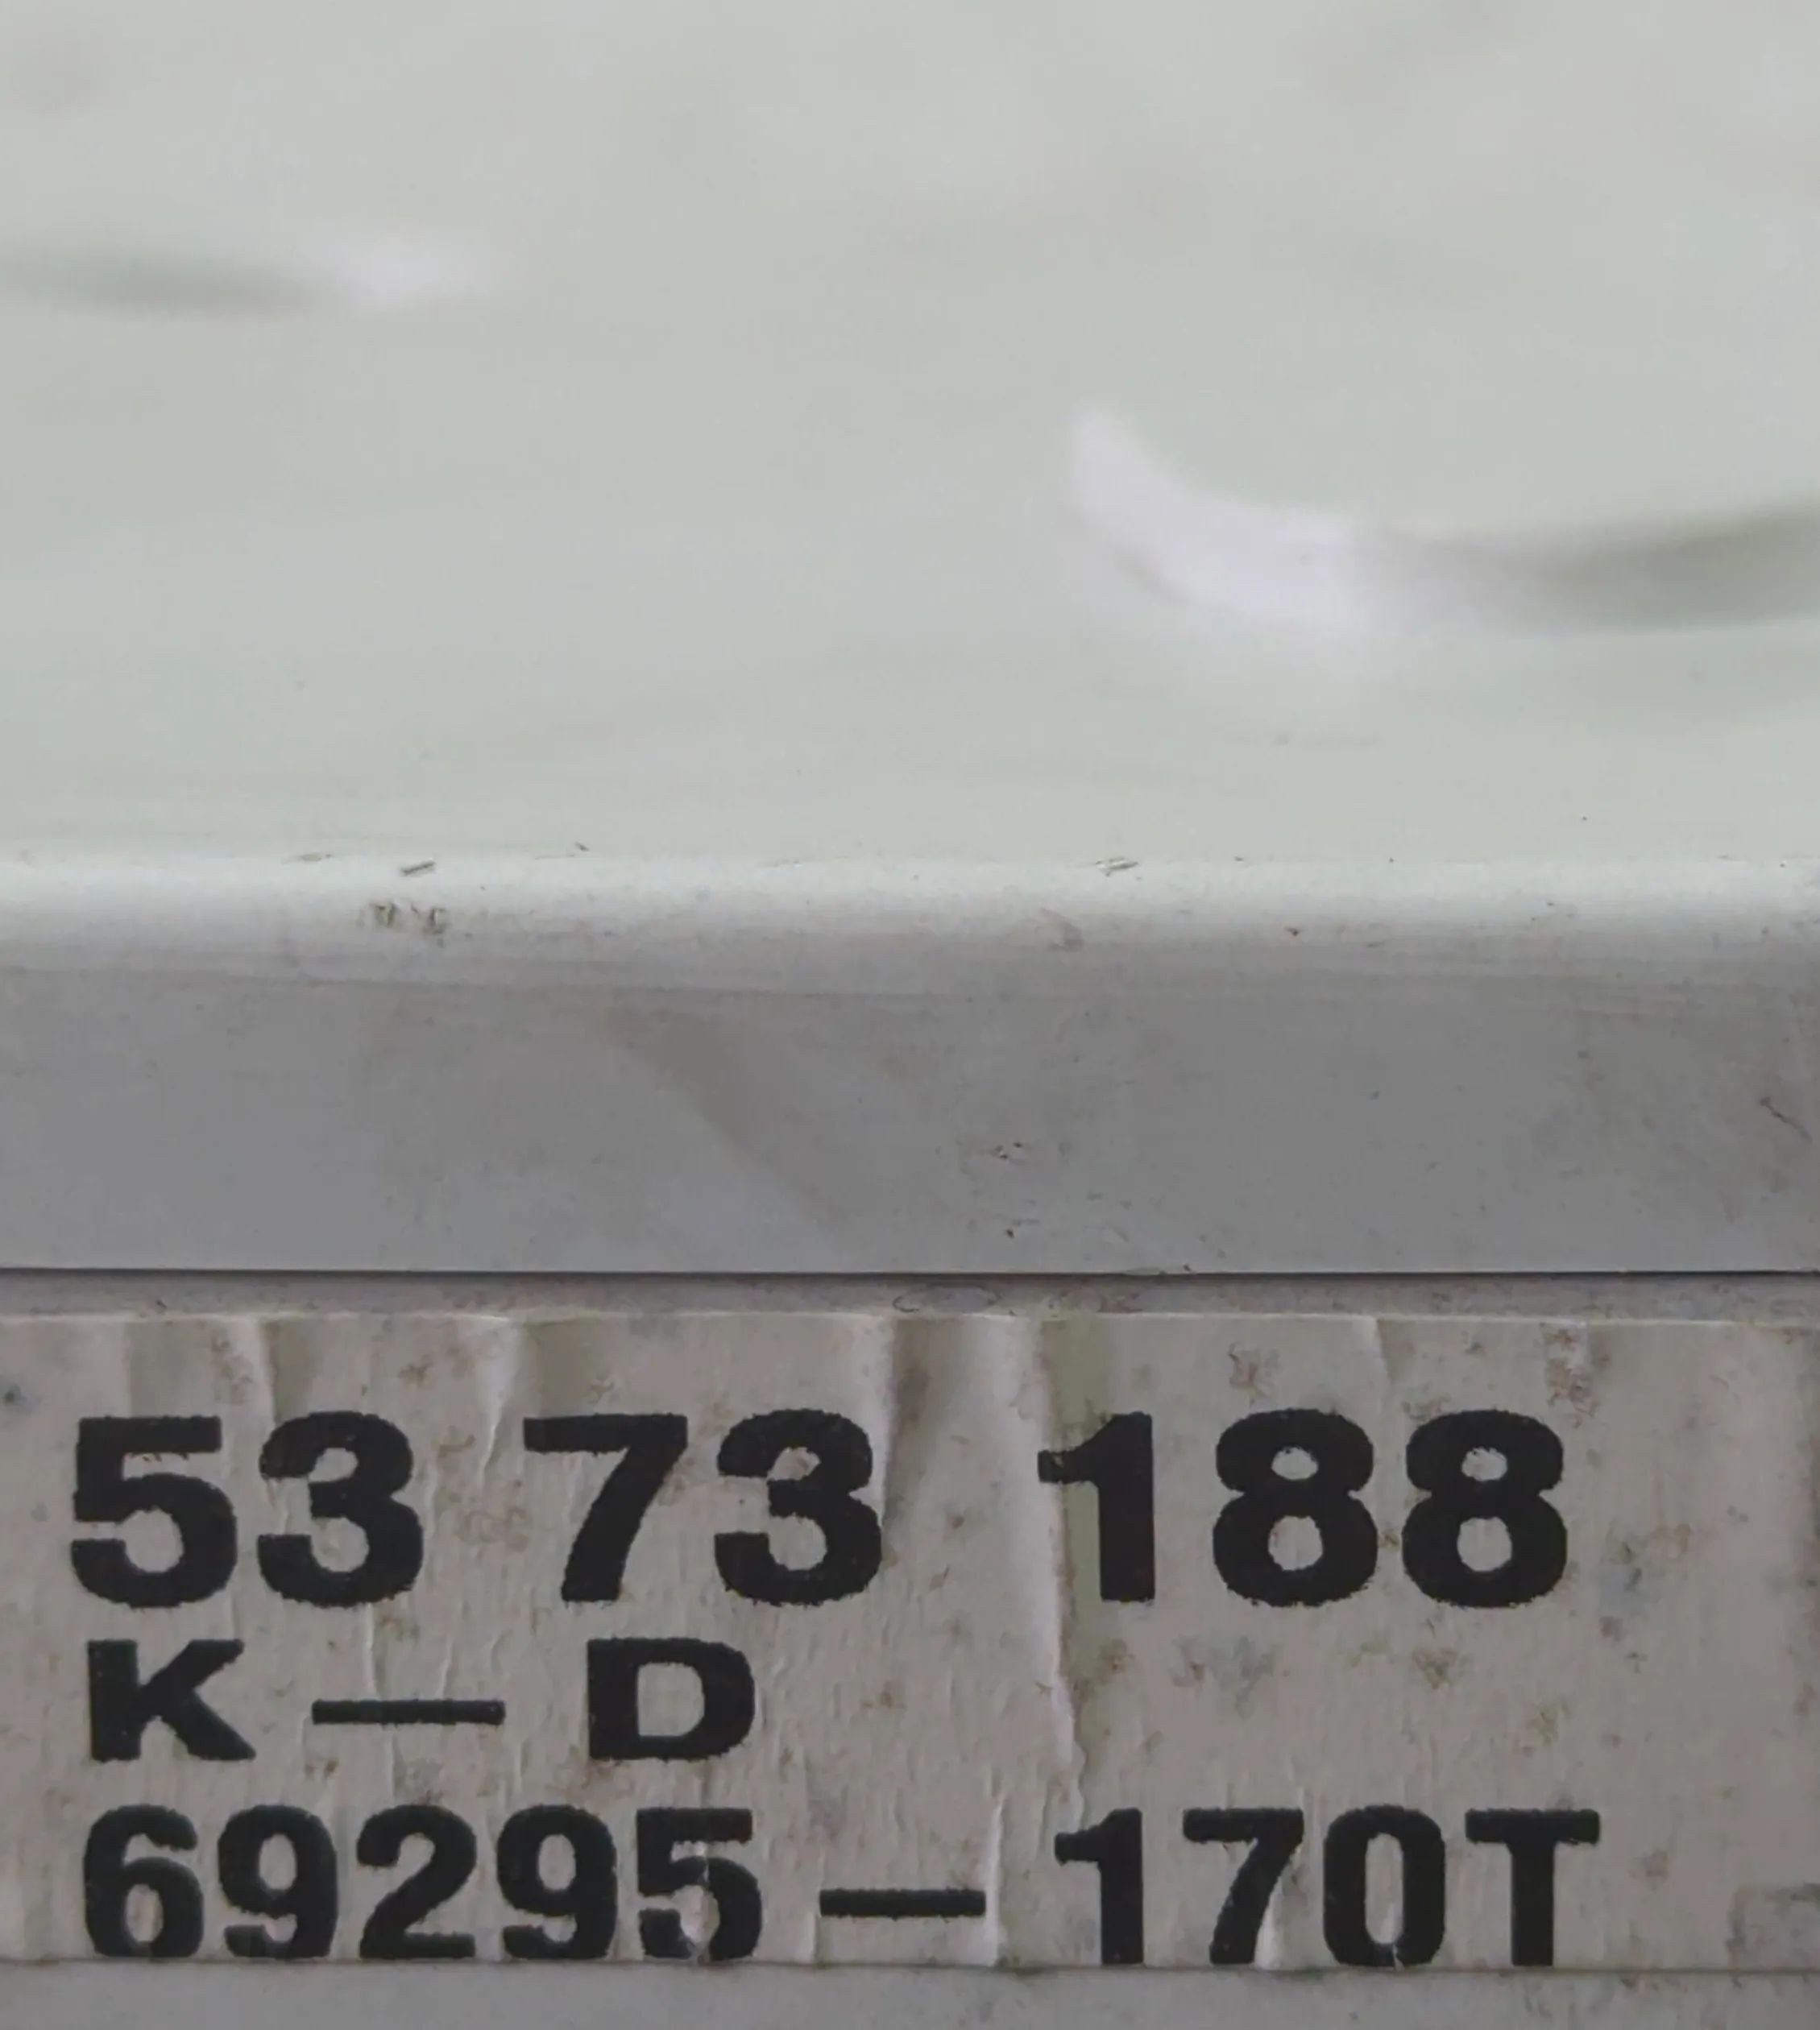 53 73 188
K — D
69295 — 170T